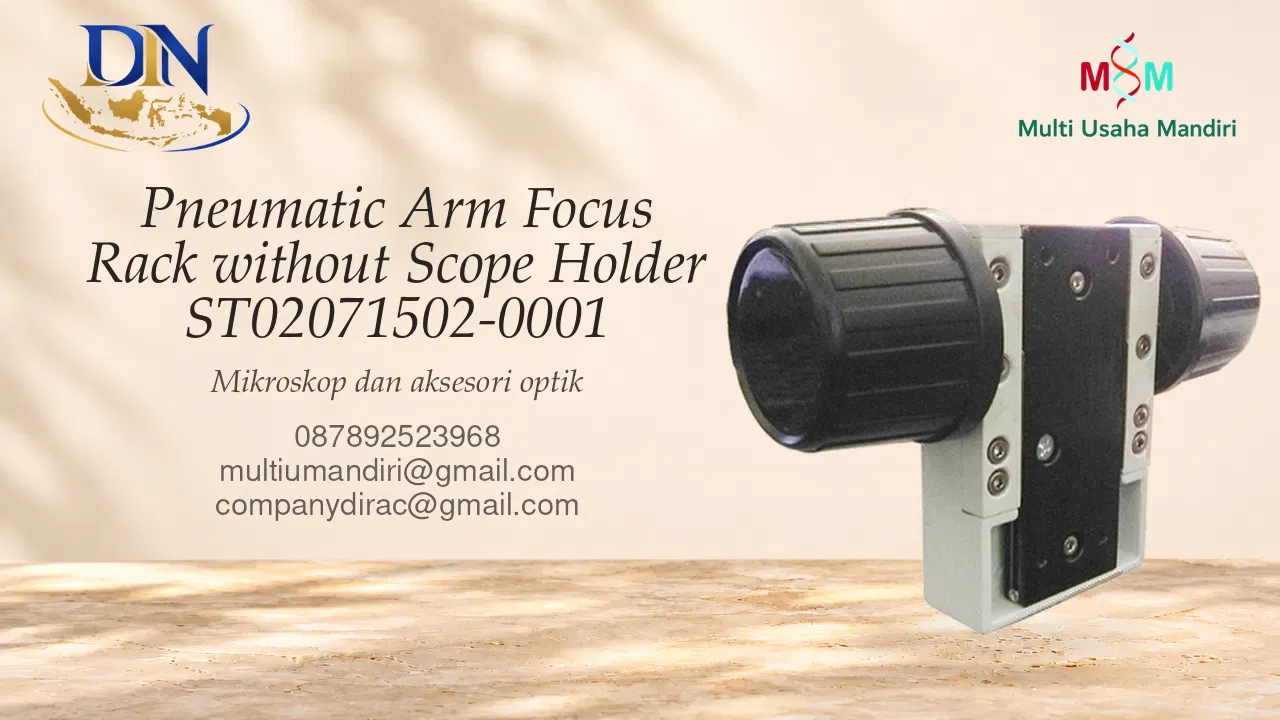 DIN
M M
Multi Usaha Mandiri
Pneumatic Arm Focus
Rack without Scope Holder
ST02071502-0001
Mikroskop dan aksesori optik
087892523968
multiumandiri@gmail.com
companydirac@gmail.com